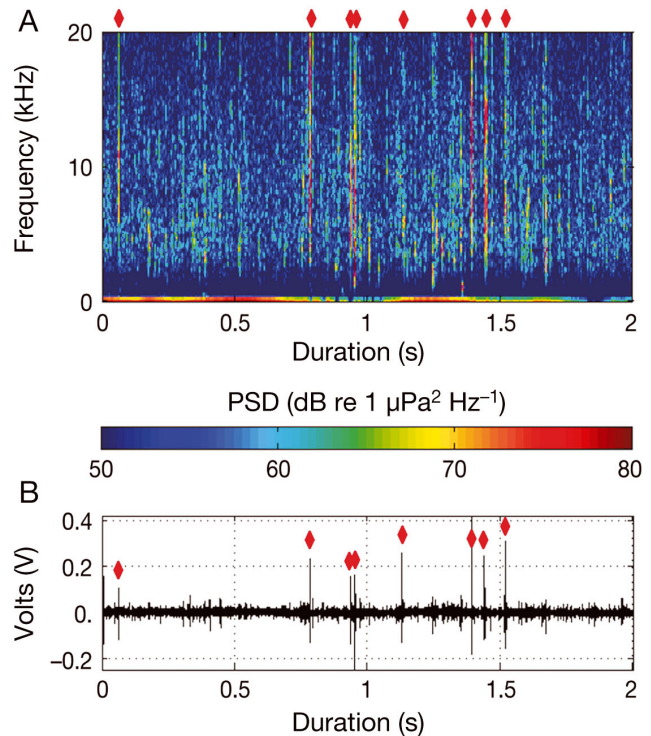 A
20
10
0
Frequency (kHz)
0 0.5 1 1.5 2
Duration (s)
PSD (dB re 1 µPa² Hz⁻¹)
50 60 70 80
B
0.4
0.2
0.
−0.2
Volts (V)
0 0.5 1 1.5 2
Duration (s)